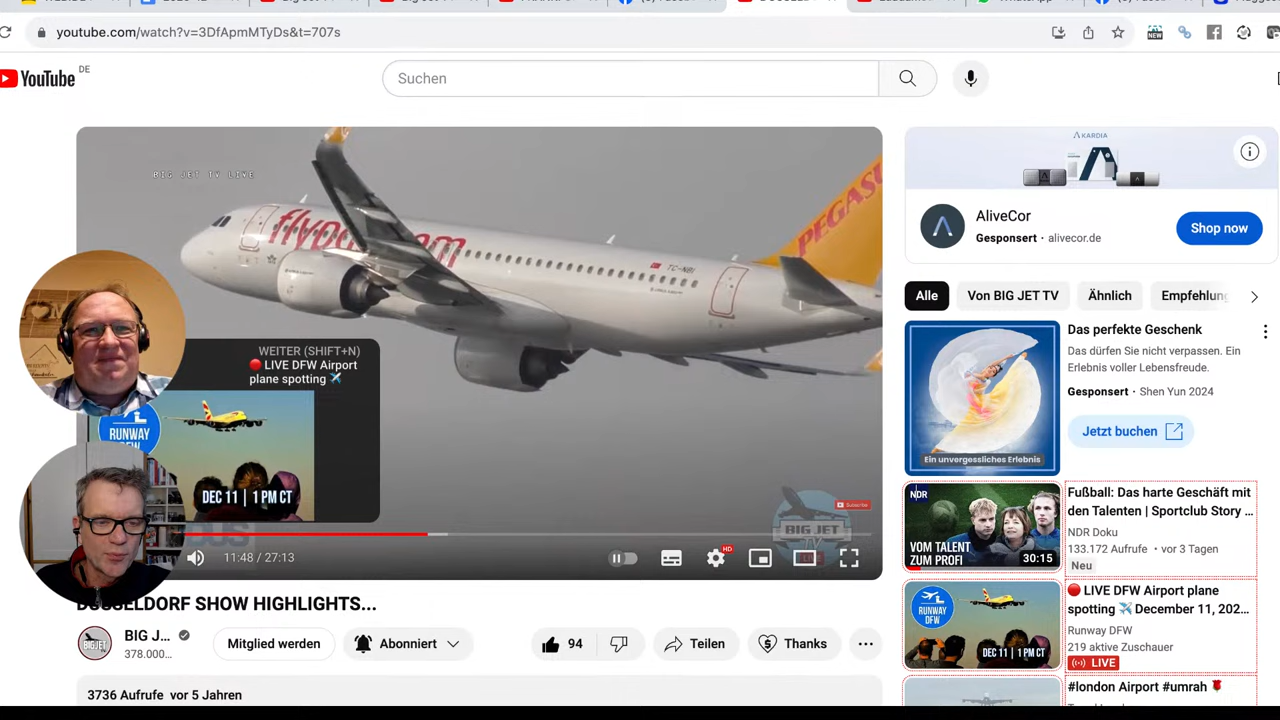 youtube.com/watch?v=3DfApmMTyDs&t=707s
NEW
YouTube DE
Suchen
BIG JET TV LIVE
PEGASUS
TC-NBI
WEITER (SHIFT+N)
🔴 LIVE DFW Airport
plane spotting ✈️
RUNWAY
DFW
DEC 11 | 1 PM CT
Subscribe
BIG JET
TV
11:48 / 27:13
HD
DÜSSELDORF SHOW HIGHLIGHTS...
BIG J...
378.000...
Mitglied werden
Abonniert
94
Teilen
Thanks
3736 Aufrufe vor 5 Jahren
KARDIA
AliveCor
Gesponsert · alivecor.de
Shop now
Alle
Von BIG JET TV
Ähnlich
Das perfekte Geschenk
Das dürfen Sie nicht verpassen. Ein
Erlebnis voller Lebensfreude.
Gesponsert · Shen Yun 2024
Jetzt buchen
Ein unvergessliches Erlebnis
NDR
VOM TALENT
ZUM PROFI
30:15
Fußball: Das harte Geschäft mit
den Talenten | Sportclub Story ...
NDR Doku
133.172 Aufrufe · vor 3 Tagen
Neu
RUNWAY
DFW
DEC 11 | 1 PM CT
🔴 LIVE DFW Airport plane
spotting ✈️ December 11, 202...
Runway DFW
219 aktive Zuschauer
LIVE
#london Airport #umrah 🌹